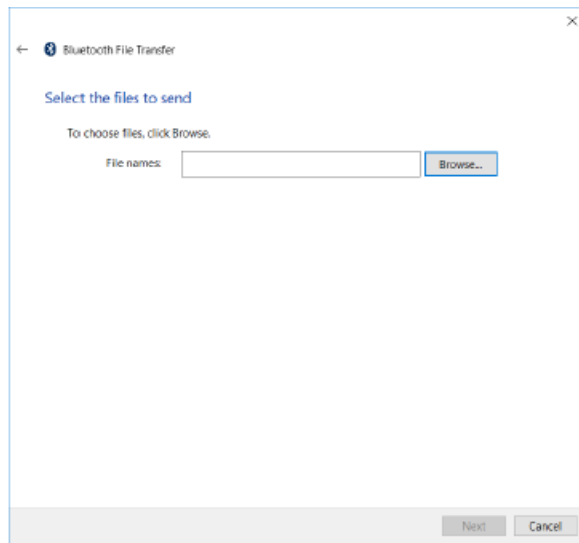 Bluetooth File Transfer
Select the files to send
To choose files, click Browse.
File names:
Browse...
Next Cancel